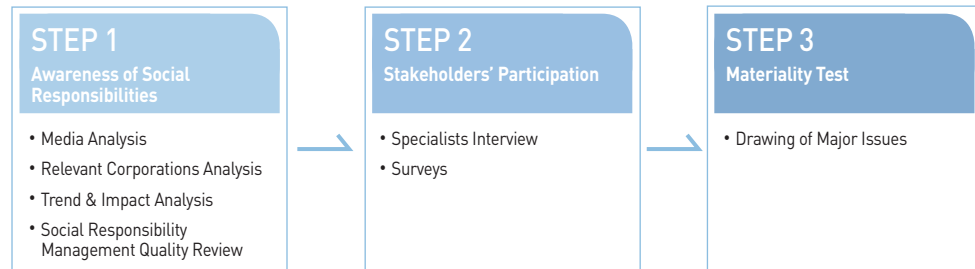 STEP 1
Awareness of Social
Responsibilities
• Media Analysis
• Relevant Corporations Analysis
• Trend & Impact Analysis
• Social Responsibility
Management Quality Review
STEP 2
Stakeholders’ Participation
• Specialists Interview
• Surveys
STEP 3
Materiality Test
• Drawing of Major Issues